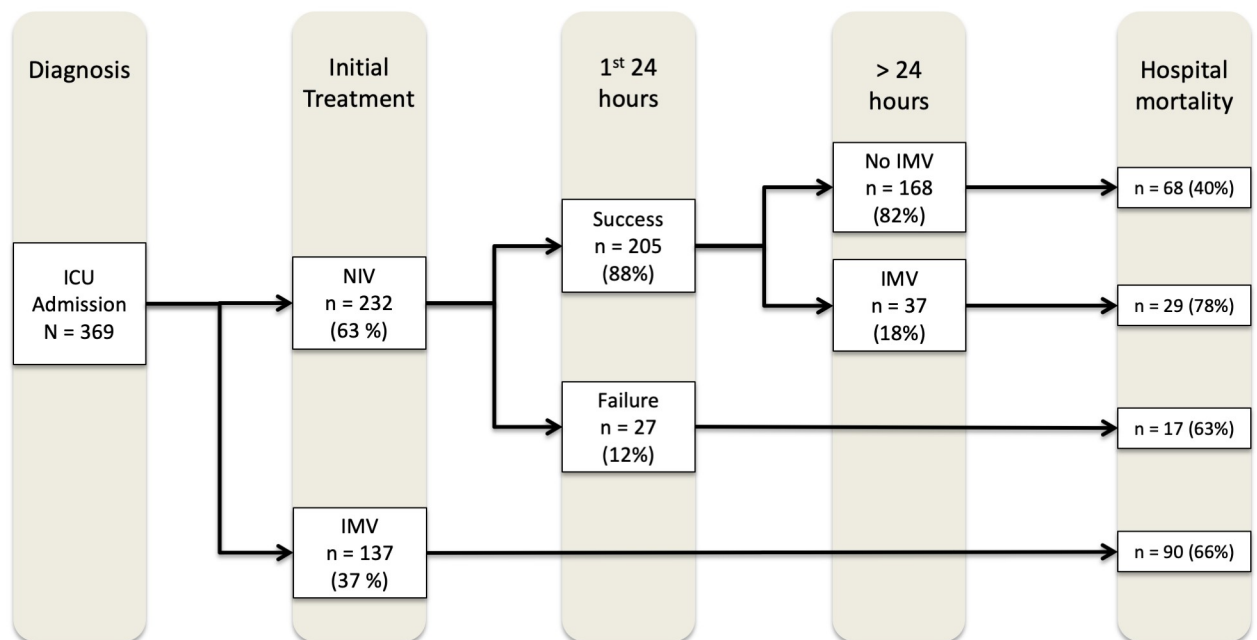 Diagnosis
Initial
Treatment
1st 24
hours
> 24
hours
Hospital
mortality
ICU
Admission
N = 369
NIV
n = 232
(63 %)
IMV
n = 137
(37 %)
Success
n = 205
(88%)
Failure
n = 27
(12%)
No IMV
n = 168
(82%)
IMV
n = 37
(18%)
n = 68 (40%)
n = 29 (78%)
n = 17 (63%)
n = 90 (66%)